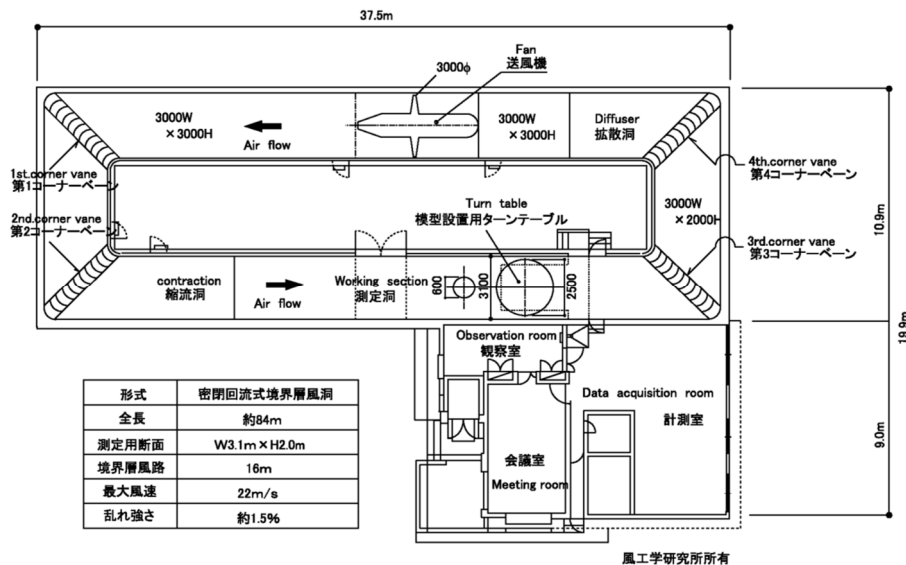 37.5m
3000φ
Fan
送風機
3000W
×3000H
Air flow
3000W
×3000H
Diffuser
拡散洞
1st.corner vane
第1コーナーベーン
2nd.corner vane
第2コーナーベーン
4th.corner vane
第4コーナーベーン
3000W
×2000H
3rd.corner vane
第3コーナーベーン
Turn table
模型設置用ターンテーブル
10.9m
19.9m
9.0m
contraction
縮流洞
Air flow
Working section
測定洞
600
3100
2500
Observation room
観察室
Data acquisition room
計測室
会議室
Meeting room
形式 密閉回流式境界層風洞
全長 約84m
測定用断面 W3.1m×H2.0m
境界層風路 16m
最大風速 22m/s
乱れ強さ 約1.5%
風工学研究所所有